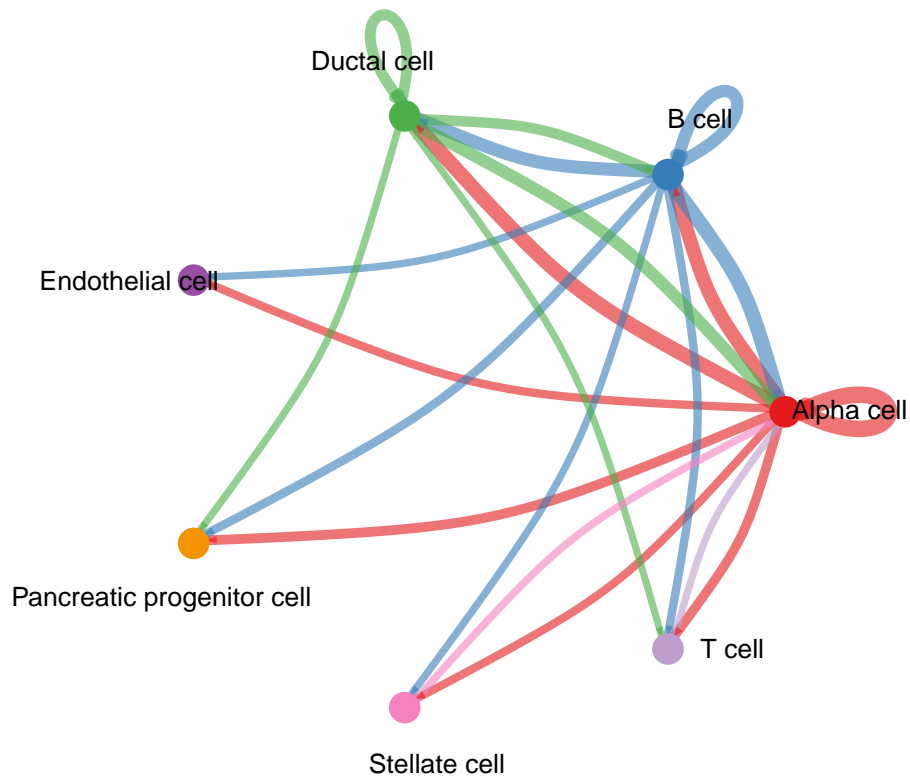 Ductal cell
B cell
Endothelial cell
Alpha cell
Pancreatic progenitor cell
T cell
Stellate cell